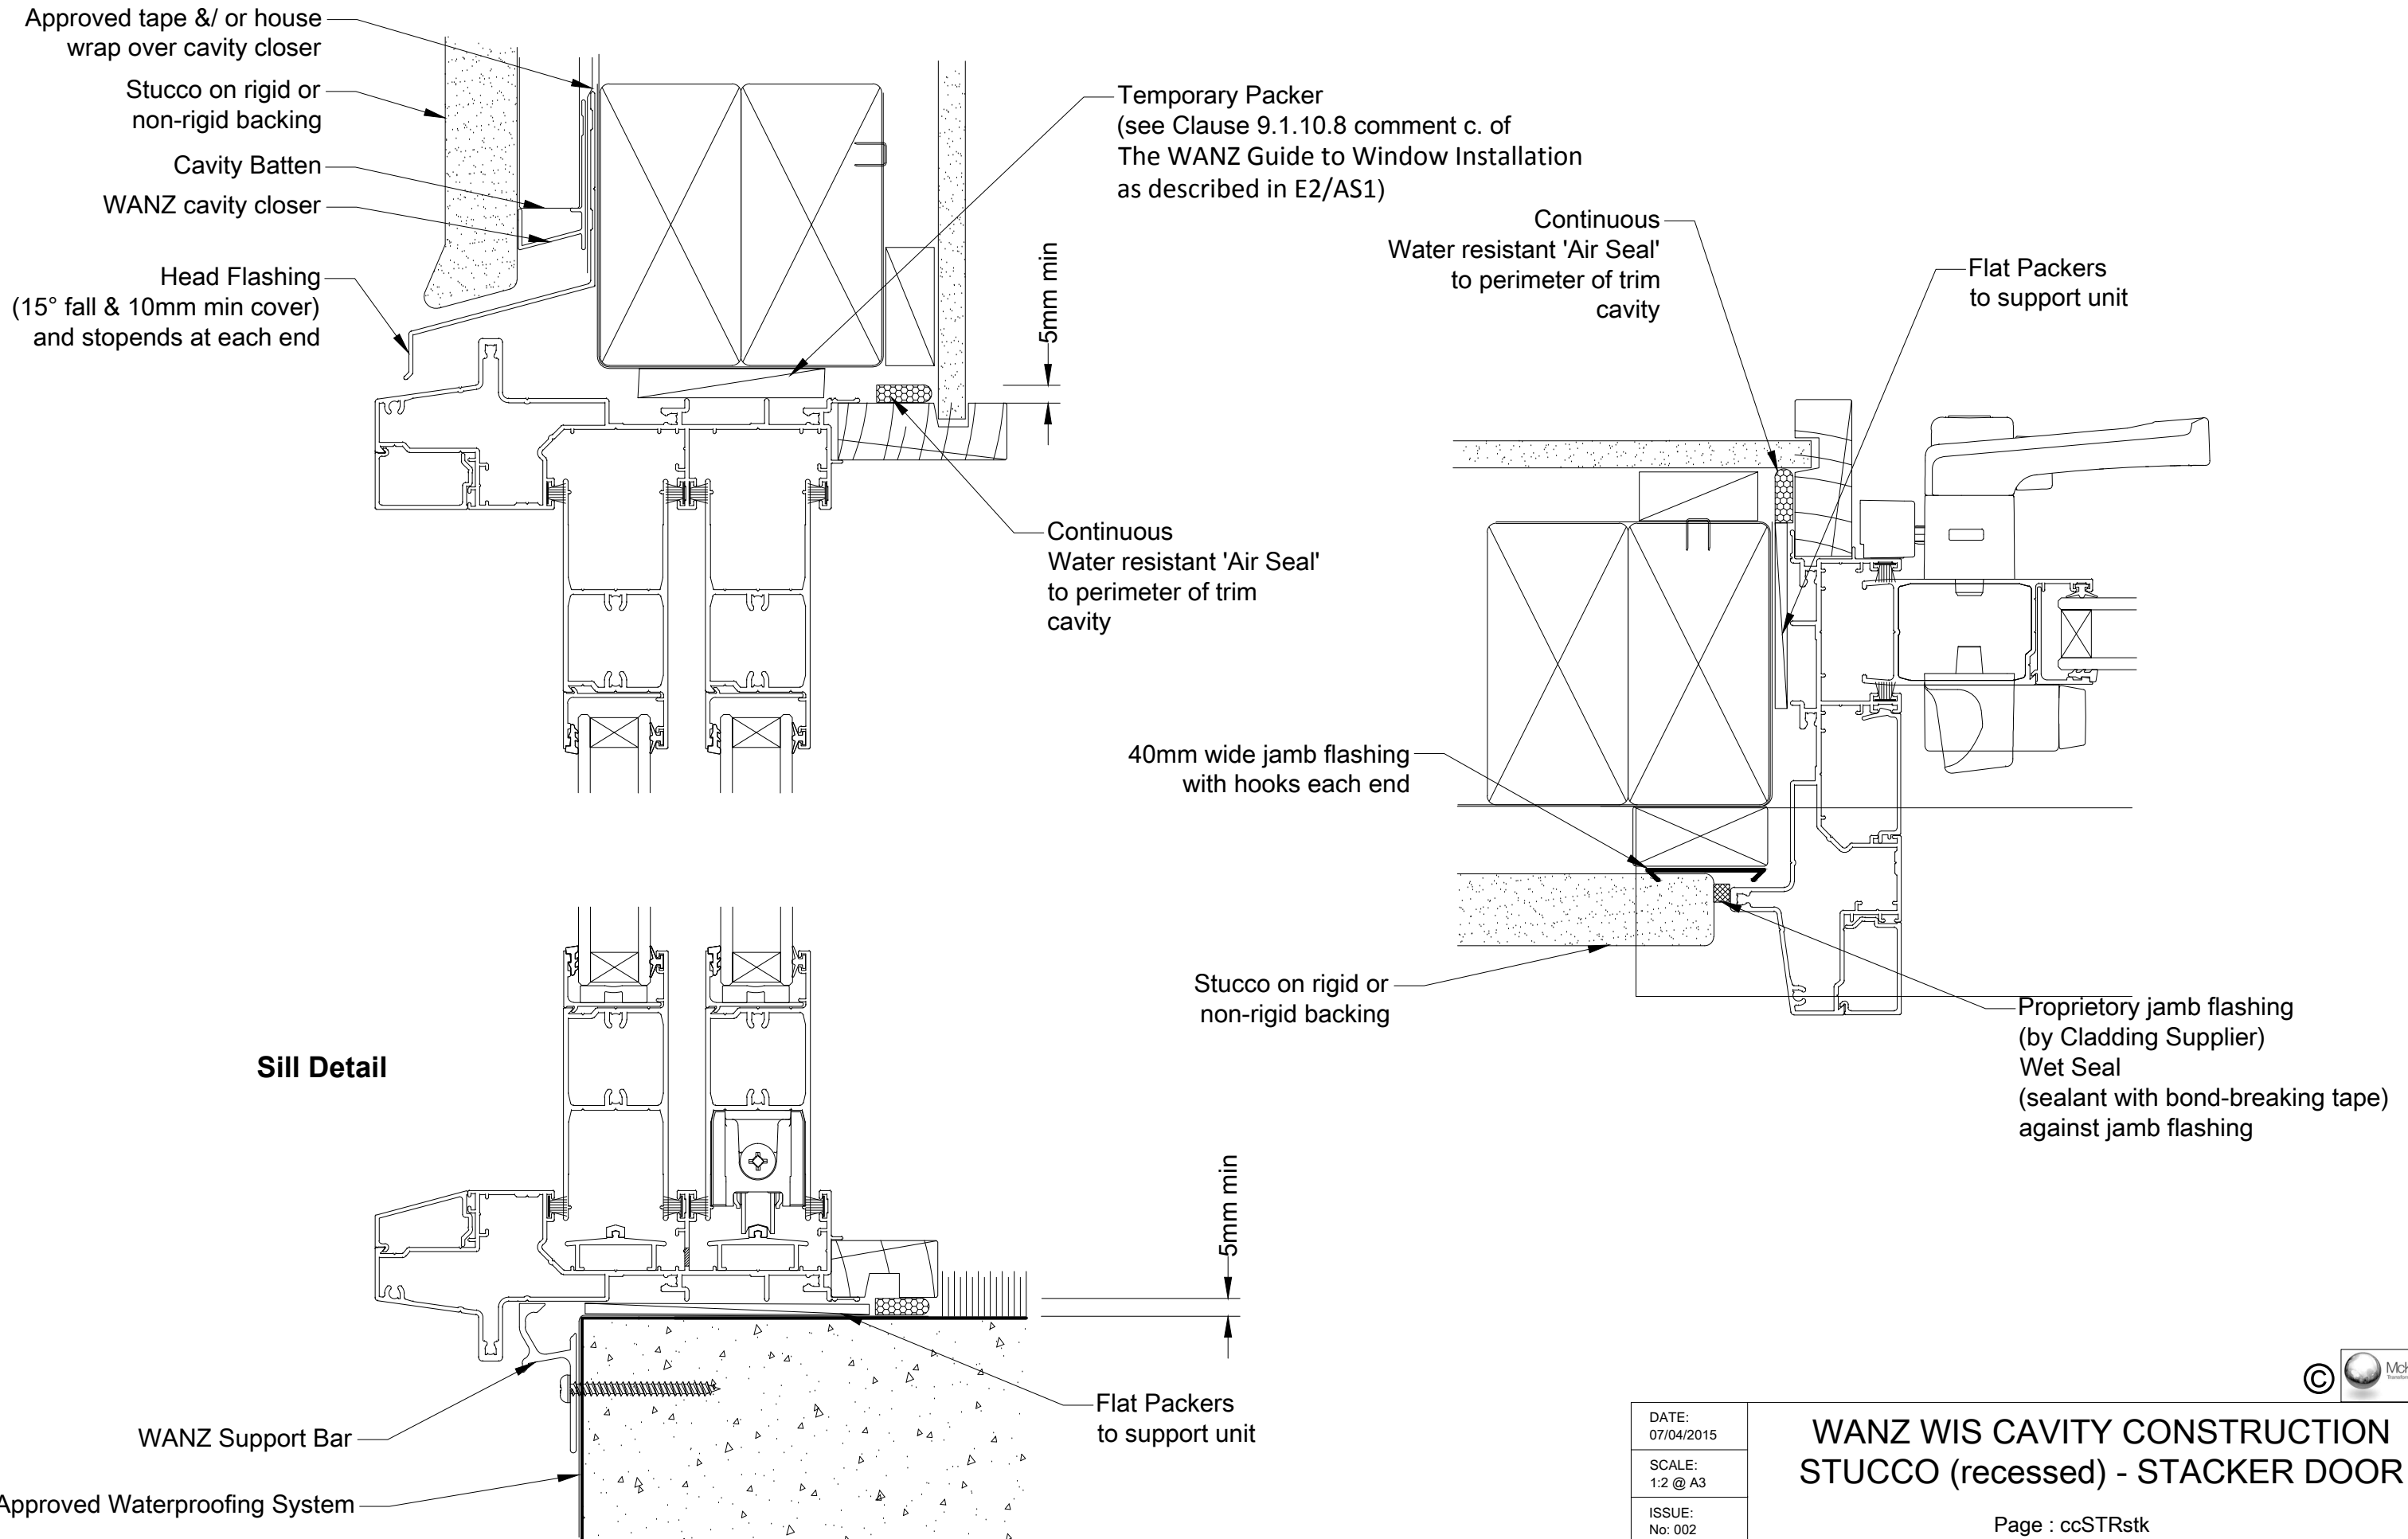 Approved tape &/ or house
wrap over cavity closer
Stucco on rigid or
non-rigid backing
Cavity Batten
WANZ cavity closer
Head Flashing
(15° fall & 10mm min cover)
and stopends at each end
Temporary Packer
(see Clause 9.1.10.8 comment c. of
The WANZ Guide to Window Installation
as described in E2/AS1)
5mm min
Continuous
Water resistant 'Air Seal'
to perimeter of trim
cavity
Continuous
Water resistant 'Air Seal'
to perimeter of trim
cavity
Flat Packers
to support unit
40mm wide jamb flashing
with hooks each end
Stucco on rigid or
non-rigid backing
Proprietory jamb flashing
(by Cladding Supplier)
Wet Seal
(sealant with bond-breaking tape)
against jamb flashing
Sill Detail
5mm min
WANZ Support Bar
Approved Waterproofing System
Flat Packers
to support unit
©
DATE:
07/04/2015
SCALE:
1:2 @ A3
ISSUE:
No: 002
WANZ WIS CAVITY CONSTRUCTION
STUCCO (recessed) - STACKER DOOR
Page : ccSTRstk